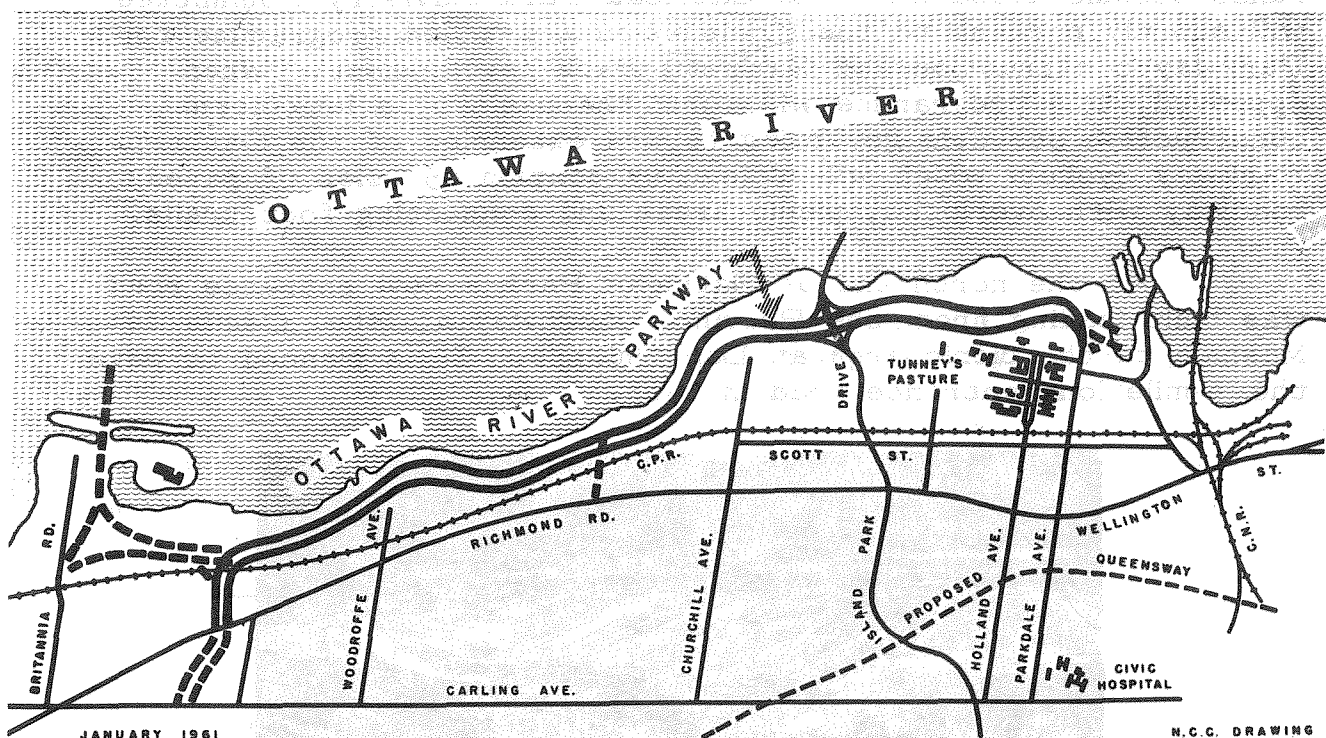 OTTAWA RIVER
OTTAWA RIVER PARKWAY
TUNNEY'S
PASTURE
C.P.R.
SCOTT ST.
RICHMOND RD.
WELLINGTON ST.
C.N.R.
PROPOSED QUEENSWAY
BRITANNIA RD.
WOODROFFE AVE.
CHURCHILL AVE.
ISLAND PARK DRIVE
HOLLAND AVE.
PARKDALE AVE.
CARLING AVE.
CIVIC
HOSPITAL
JANUARY 1961
N.C.C. DRAWING